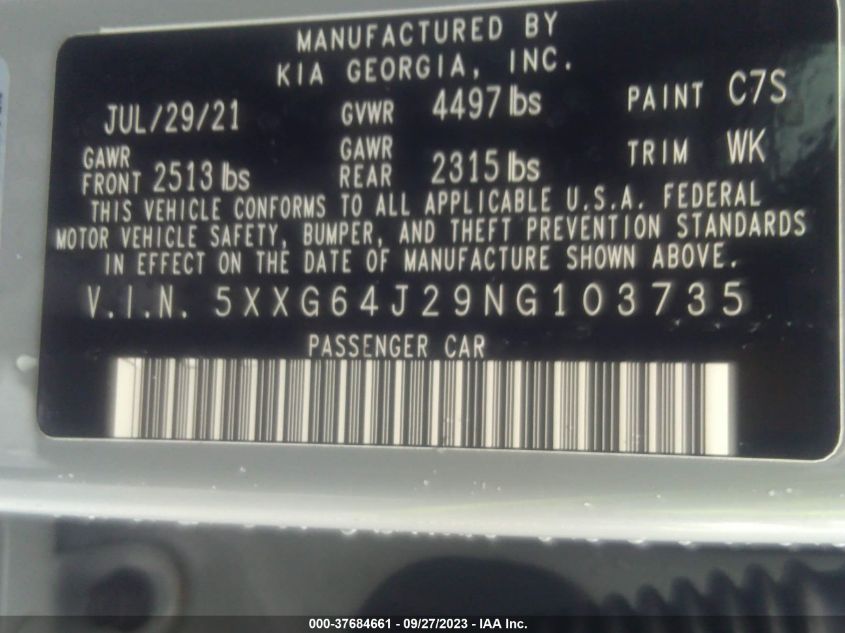 MANUFACTURED BY
KIA GEORGIA, INC.
JUL/29/21 GVWR 4497 lbs PAINT C7S
GAWR FRONT 2513 lbs GAWR REAR 2315 lbs TRIM WK
THIS VEHICLE CONFORMS TO ALL APPLICABLE U.S.A. FEDERAL
MOTOR VEHICLE SAFETY, BUMPER, AND THEFT PREVENTION STANDARDS
IN EFFECT ON THE DATE OF MANUFACTURE SHOWN ABOVE.
V.I.N. 5XXG64J29NG103735
PASSENGER CAR
000-37684661 - 09/27/2023 - IAA Inc.